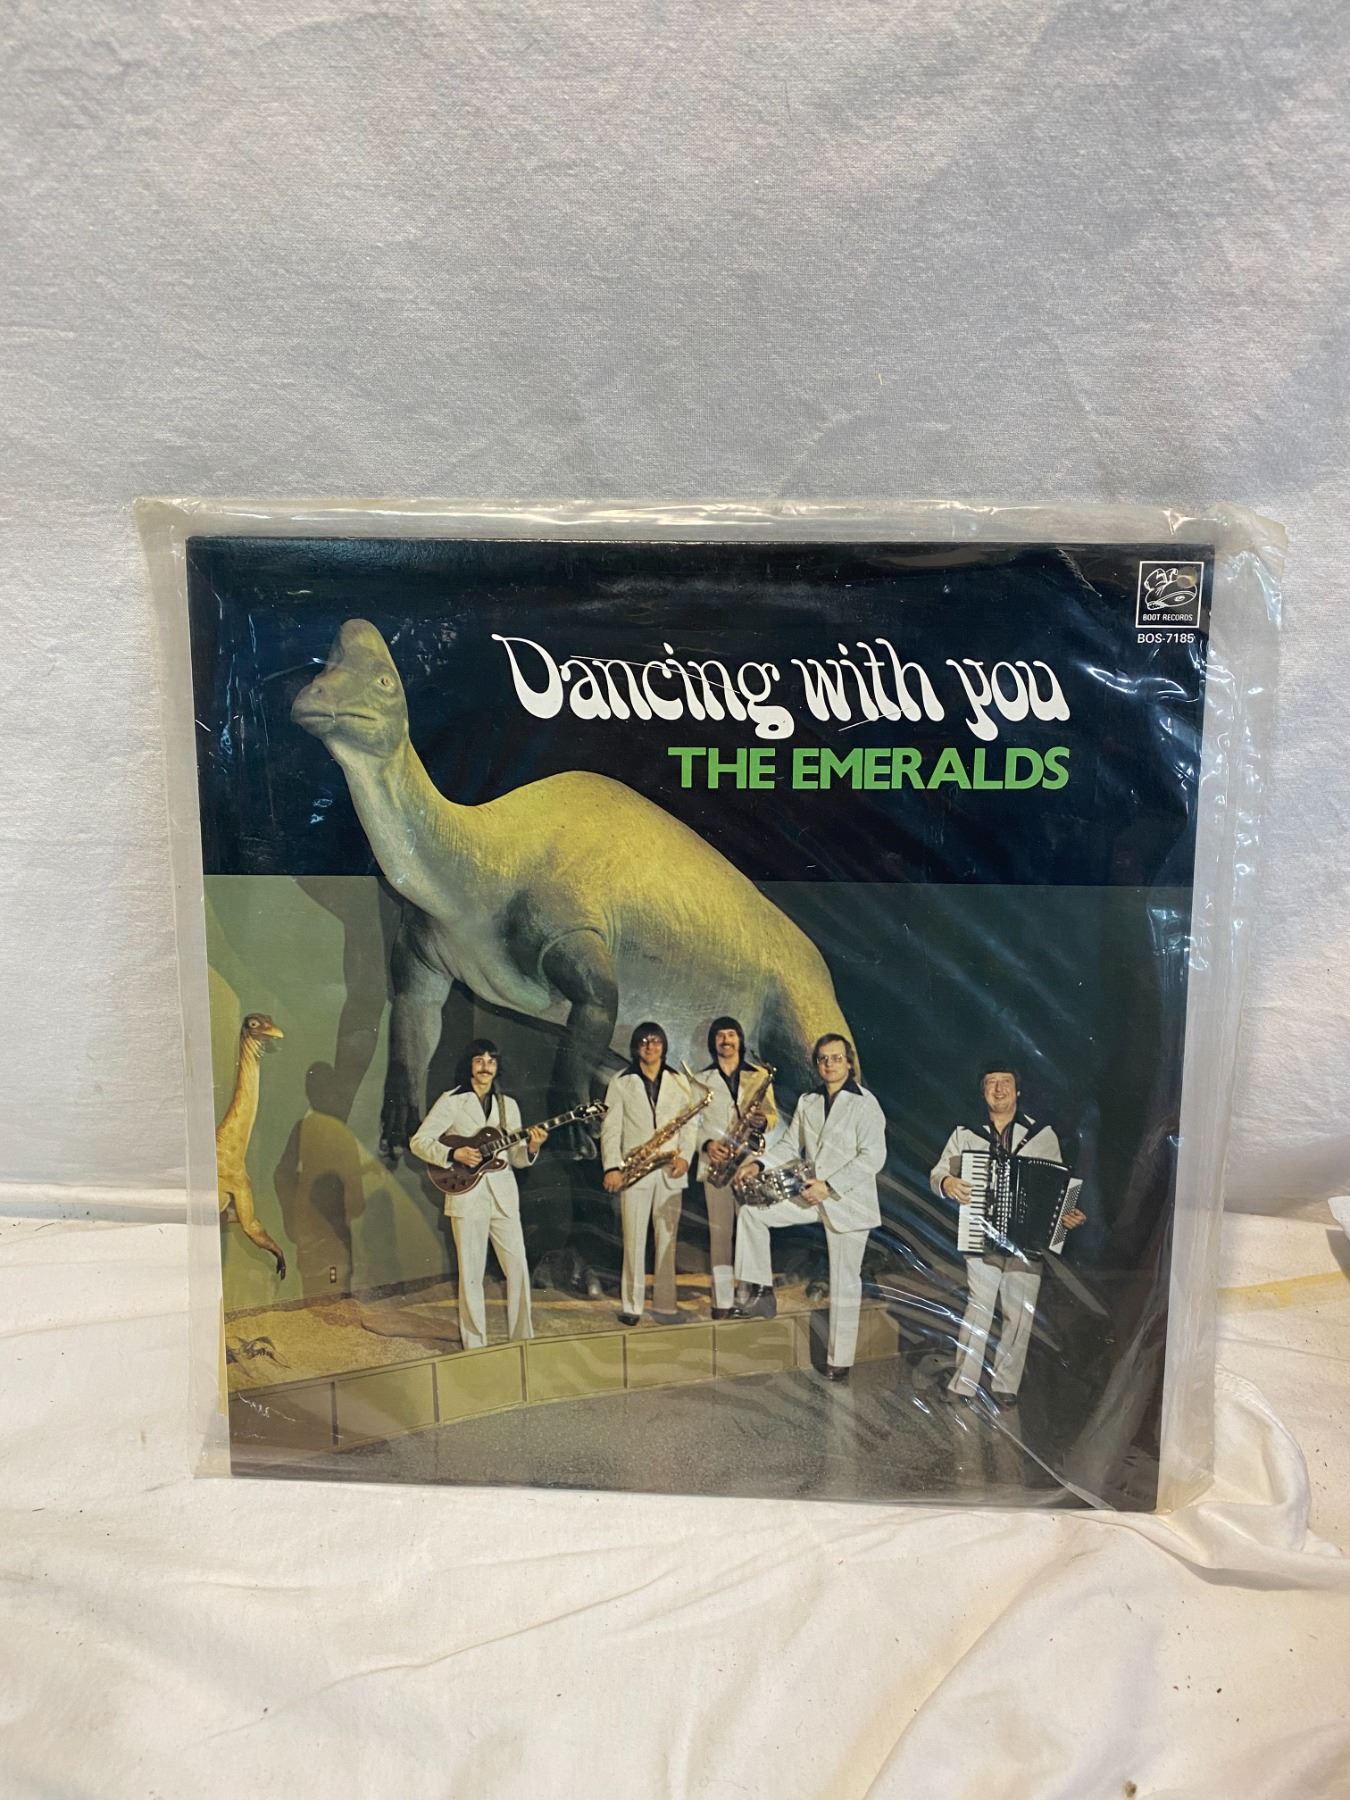 BOOT RECORDS
BOS-7185
Dancing with you
THE EMERALDS